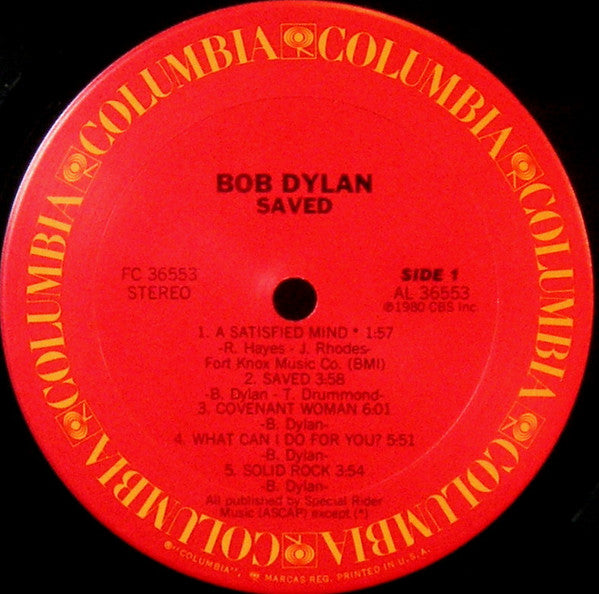 COLUMBIA COLUMBIA COLUMBIA COLUMBIA COLUMBIA COLUMBIA
BOB DYLAN
SAVED
FC 36553
STEREO
SIDE 1
AL 36553
℗1980 CBS Inc.
1. A SATISFIED MIND * 1:57
-R. Hayes - J. Rhodes-
Fort Knox Music Co. (BMI)
2. SAVED 3:58
-B. Dylan - T. Drummond-
3. COVENANT WOMAN 6:01
-B. Dylan-
4. WHAT CAN I DO FOR YOU? 5:51
-B. Dylan-
5. SOLID ROCK 3:54
-B. Dylan-
All published by Special Rider
Music (ASCAP) except (*)
®"COLUMBIA", MARCAS REG. PRINTED IN U.S.A.